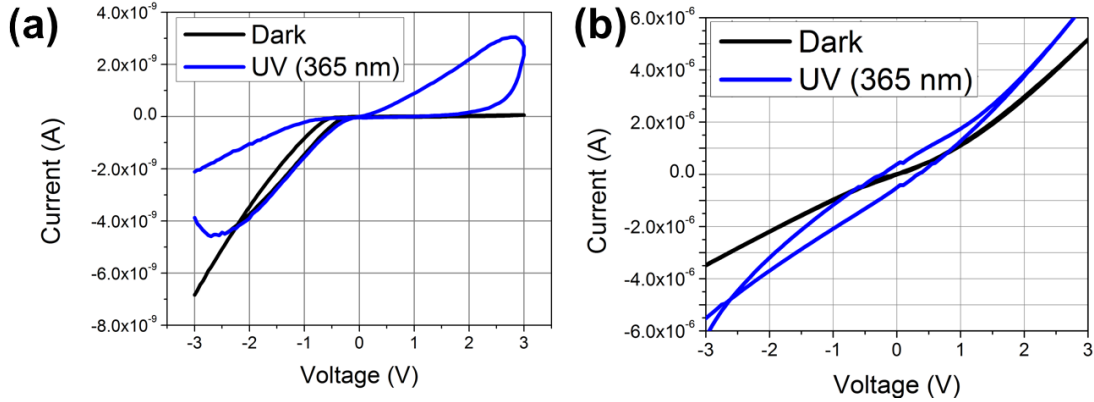 (a)
Dark
UV (365 nm)
4.0x10⁻⁹
2.0x10⁻⁹
0.0
-2.0x10⁻⁹
-4.0x10⁻⁹
-6.0x10⁻⁹
-8.0x10⁻⁹
Current (A)
-3 -2 -1 0 1 2 3
Voltage (V)
(b)
Dark
UV (365 nm)
6.0x10⁻⁶
4.0x10⁻⁶
2.0x10⁻⁶
0.0
-2.0x10⁻⁶
-4.0x10⁻⁶
-6.0x10⁻⁶
Current (A)
-3 -2 -1 0 1 2 3
Voltage (V)